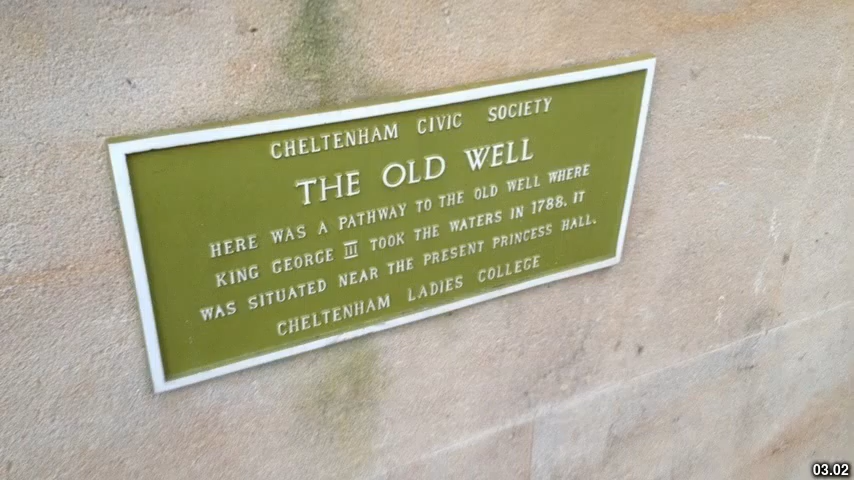 CHELTENHAM CIVIC SOCIETY
THE OLD WELL
HERE WAS A PATHWAY TO THE OLD WELL WHERE
KING GEORGE III TOOK THE WATERS IN 1788. IT
WAS SITUATED NEAR THE PRESENT PRINCESS HALL.
CHELTENHAM LADIES COLLEGE
03.02